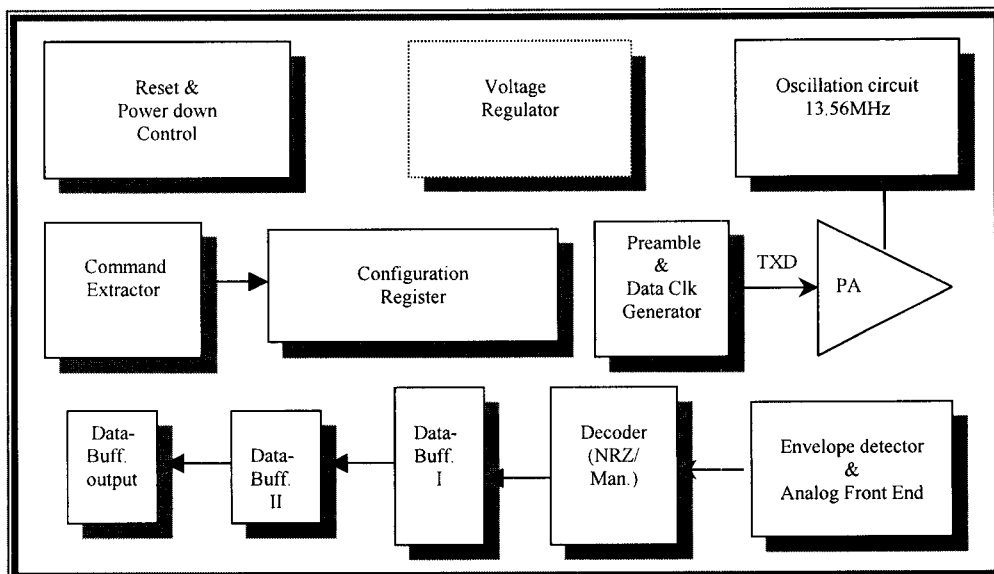 Reset &
Power down
Control
Voltage
Regulator
Oscillation circuit
13.56MHz
Command
Extractor
Configuration
Register
Preamble
&
Data Clk
Generator
TXD
PA
Data-
Buff.
output
Data-
Buff.
II
Data-
Buff.
I
Decoder
(NRZ/
Man.)
Envelope detector
&
Analog Front End